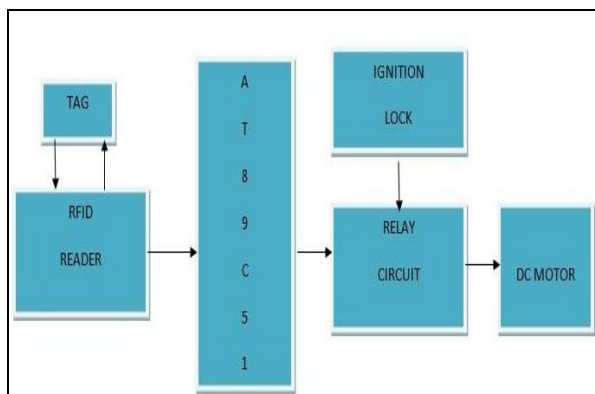 TAG
RFID
READER
A
T
8
9
C
5
1
IGNITION
LOCK
RELAY
CIRCUIT
DC MOTOR